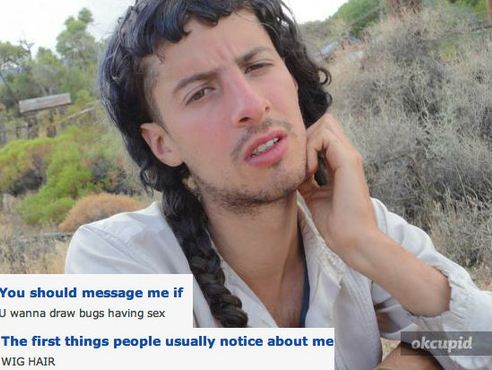 You should message me if
U wanna draw bugs having sex
The first things people usually notice about me
WIG HAIR
okcupid